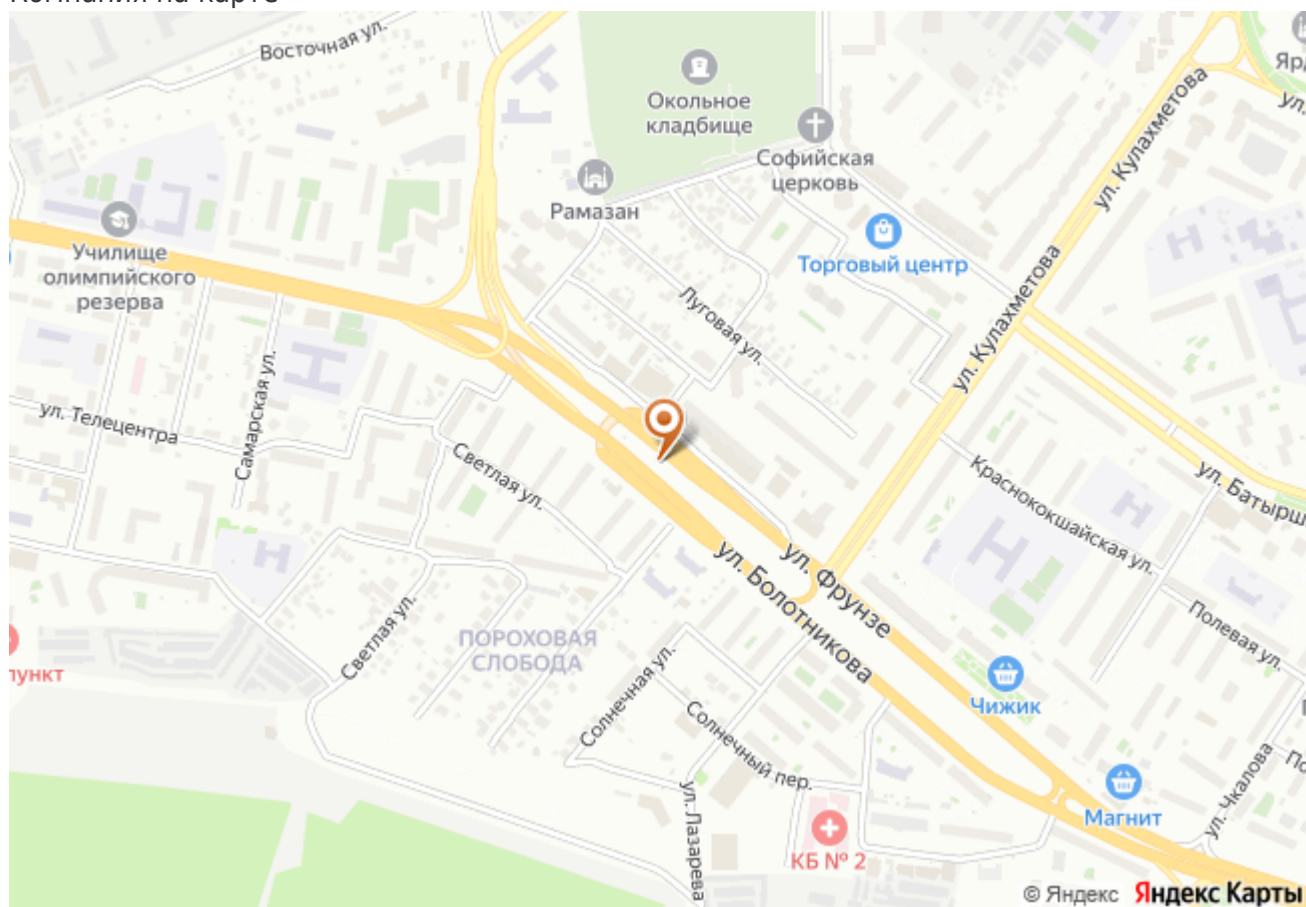 Восточная ул.
Окольное
кладбище
Софийская
церковь
Рамазан
Училище
олимпийского
резерва
Торговый центр
ул. Кулахметова
ул.
Луговая ул.
ул. Кулахметова
Самарская ул.
ул. Телецентра
Светлая ул.
Краснококшайская ул.
ул. Фрунзе
ул. Болотникова
ПОРОХОВАЯ
СЛОБОДА
Светлая ул.
Солнечная ул.
Полевая ул.
Чижик
Солнечный пер.
ул. Лазарева
КБ № 2
Магнит
ул. Чкалова
© Яндекс Яндекс Карты